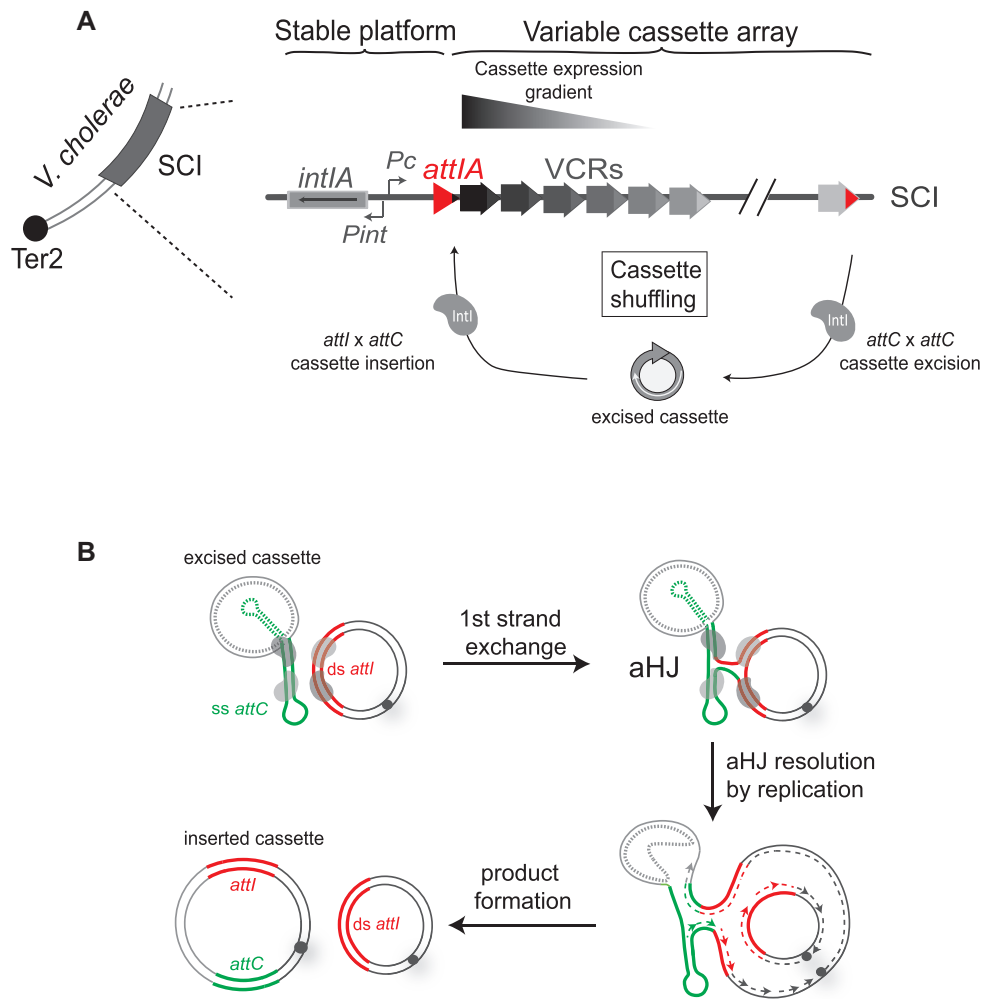 A
Stable platform
Variable cassette array
Cassette expression
gradient
V. cholerae
SCI
Ter2
intIA
Pc
Pint
attIA
VCRs
SCI
Cassette
shuffling
IntI
IntI
attI x attC
cassette insertion
attC x attC
cassette excision
excised cassette
B
excised cassette
ss attC
ds attI
1st strand
exchange
aHJ
aHJ resolution
by replication
inserted cassette
attI
attC
ds attI
product
formation